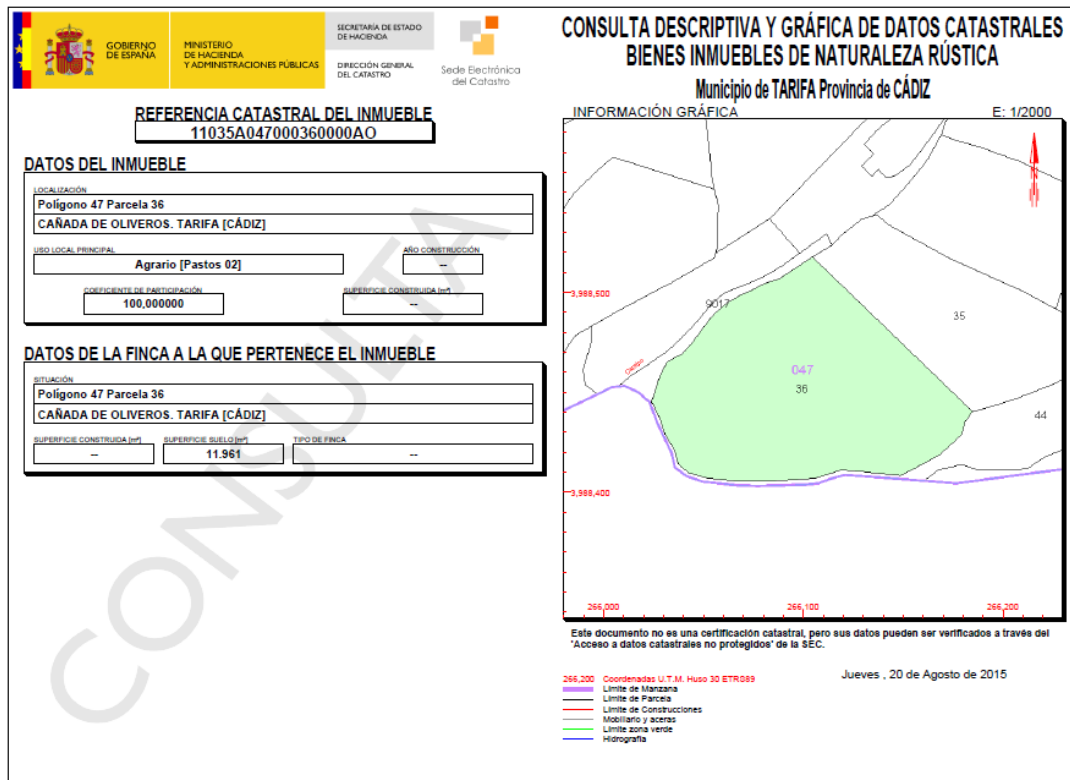 GOBIERNO
DE ESPAÑA
MINISTERIO
DE HACIENDA
Y ADMINISTRACIONES PÚBLICAS
SECRETARÍA DE ESTADO
DE HACIENDA
DIRECCIÓN GENERAL
DEL CATASTRO
Sede Electrónica
del Catastro
REFERENCIA CATASTRAL DEL INMUEBLE
11035A047000360000AO
DATOS DEL INMUEBLE
LOCALIZACIÓN
Polígono 47 Parcela 36
CAÑADA DE OLIVEROS. TARIFA [CÁDIZ]
USO LOCAL PRINCIPAL
Agrario [Pastos 02]
AÑO CONSTRUCCIÓN
--
COEFICIENTE DE PARTICIPACIÓN
100,000000
SUPERFICIE CONSTRUIDA [m²]
--
DATOS DE LA FINCA A LA QUE PERTENECE EL INMUEBLE
SITUACIÓN
Polígono 47 Parcela 36
CAÑADA DE OLIVEROS. TARIFA [CÁDIZ]
SUPERFICIE CONSTRUIDA [m²]
--
SUPERFICIE SUELO [m²]
11.961
TIPO DE FINCA
--
CONSULTA
CONSULTA DESCRIPTIVA Y GRÁFICA DE DATOS CATASTRALES
BIENES INMUEBLES DE NATURALEZA RÚSTICA
Municipio de TARIFA Provincia de CÁDIZ
INFORMACIÓN GRÁFICA
E: 1/2000
3,988,500
9017
35
047
36
Campo
44
3,988,400
266,000
266,100
266,200
Este documento no es una certificación catastral, pero sus datos pueden ser verificados a través del
'Acceso a datos catastrales no protegidos' de la SEC.
266,200 Coordenadas U.T.M. Huso 30 ETRS89
Límite de Manzana
Límite de Parcela
Límite de Construcciones
Mobiliario y aceras
Límite zona verde
Hidrografía
Jueves , 20 de Agosto de 2015